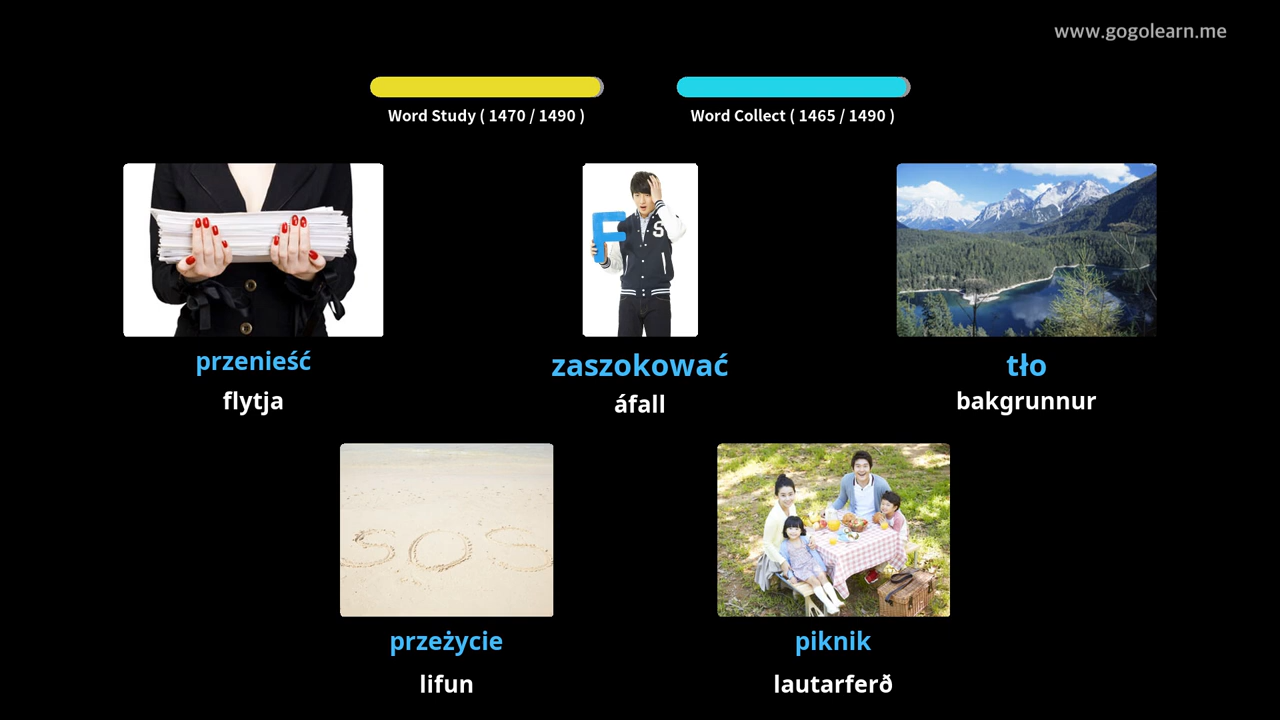 www.gogolearn.me
Word Study ( 1470 / 1490 )
Word Collect ( 1465 / 1490 )
F
S
przenieść
flytja
zaszokować
áfall
tło
bakgrunnur
SOS
przeżycie
lifun
piknik
lautarferð